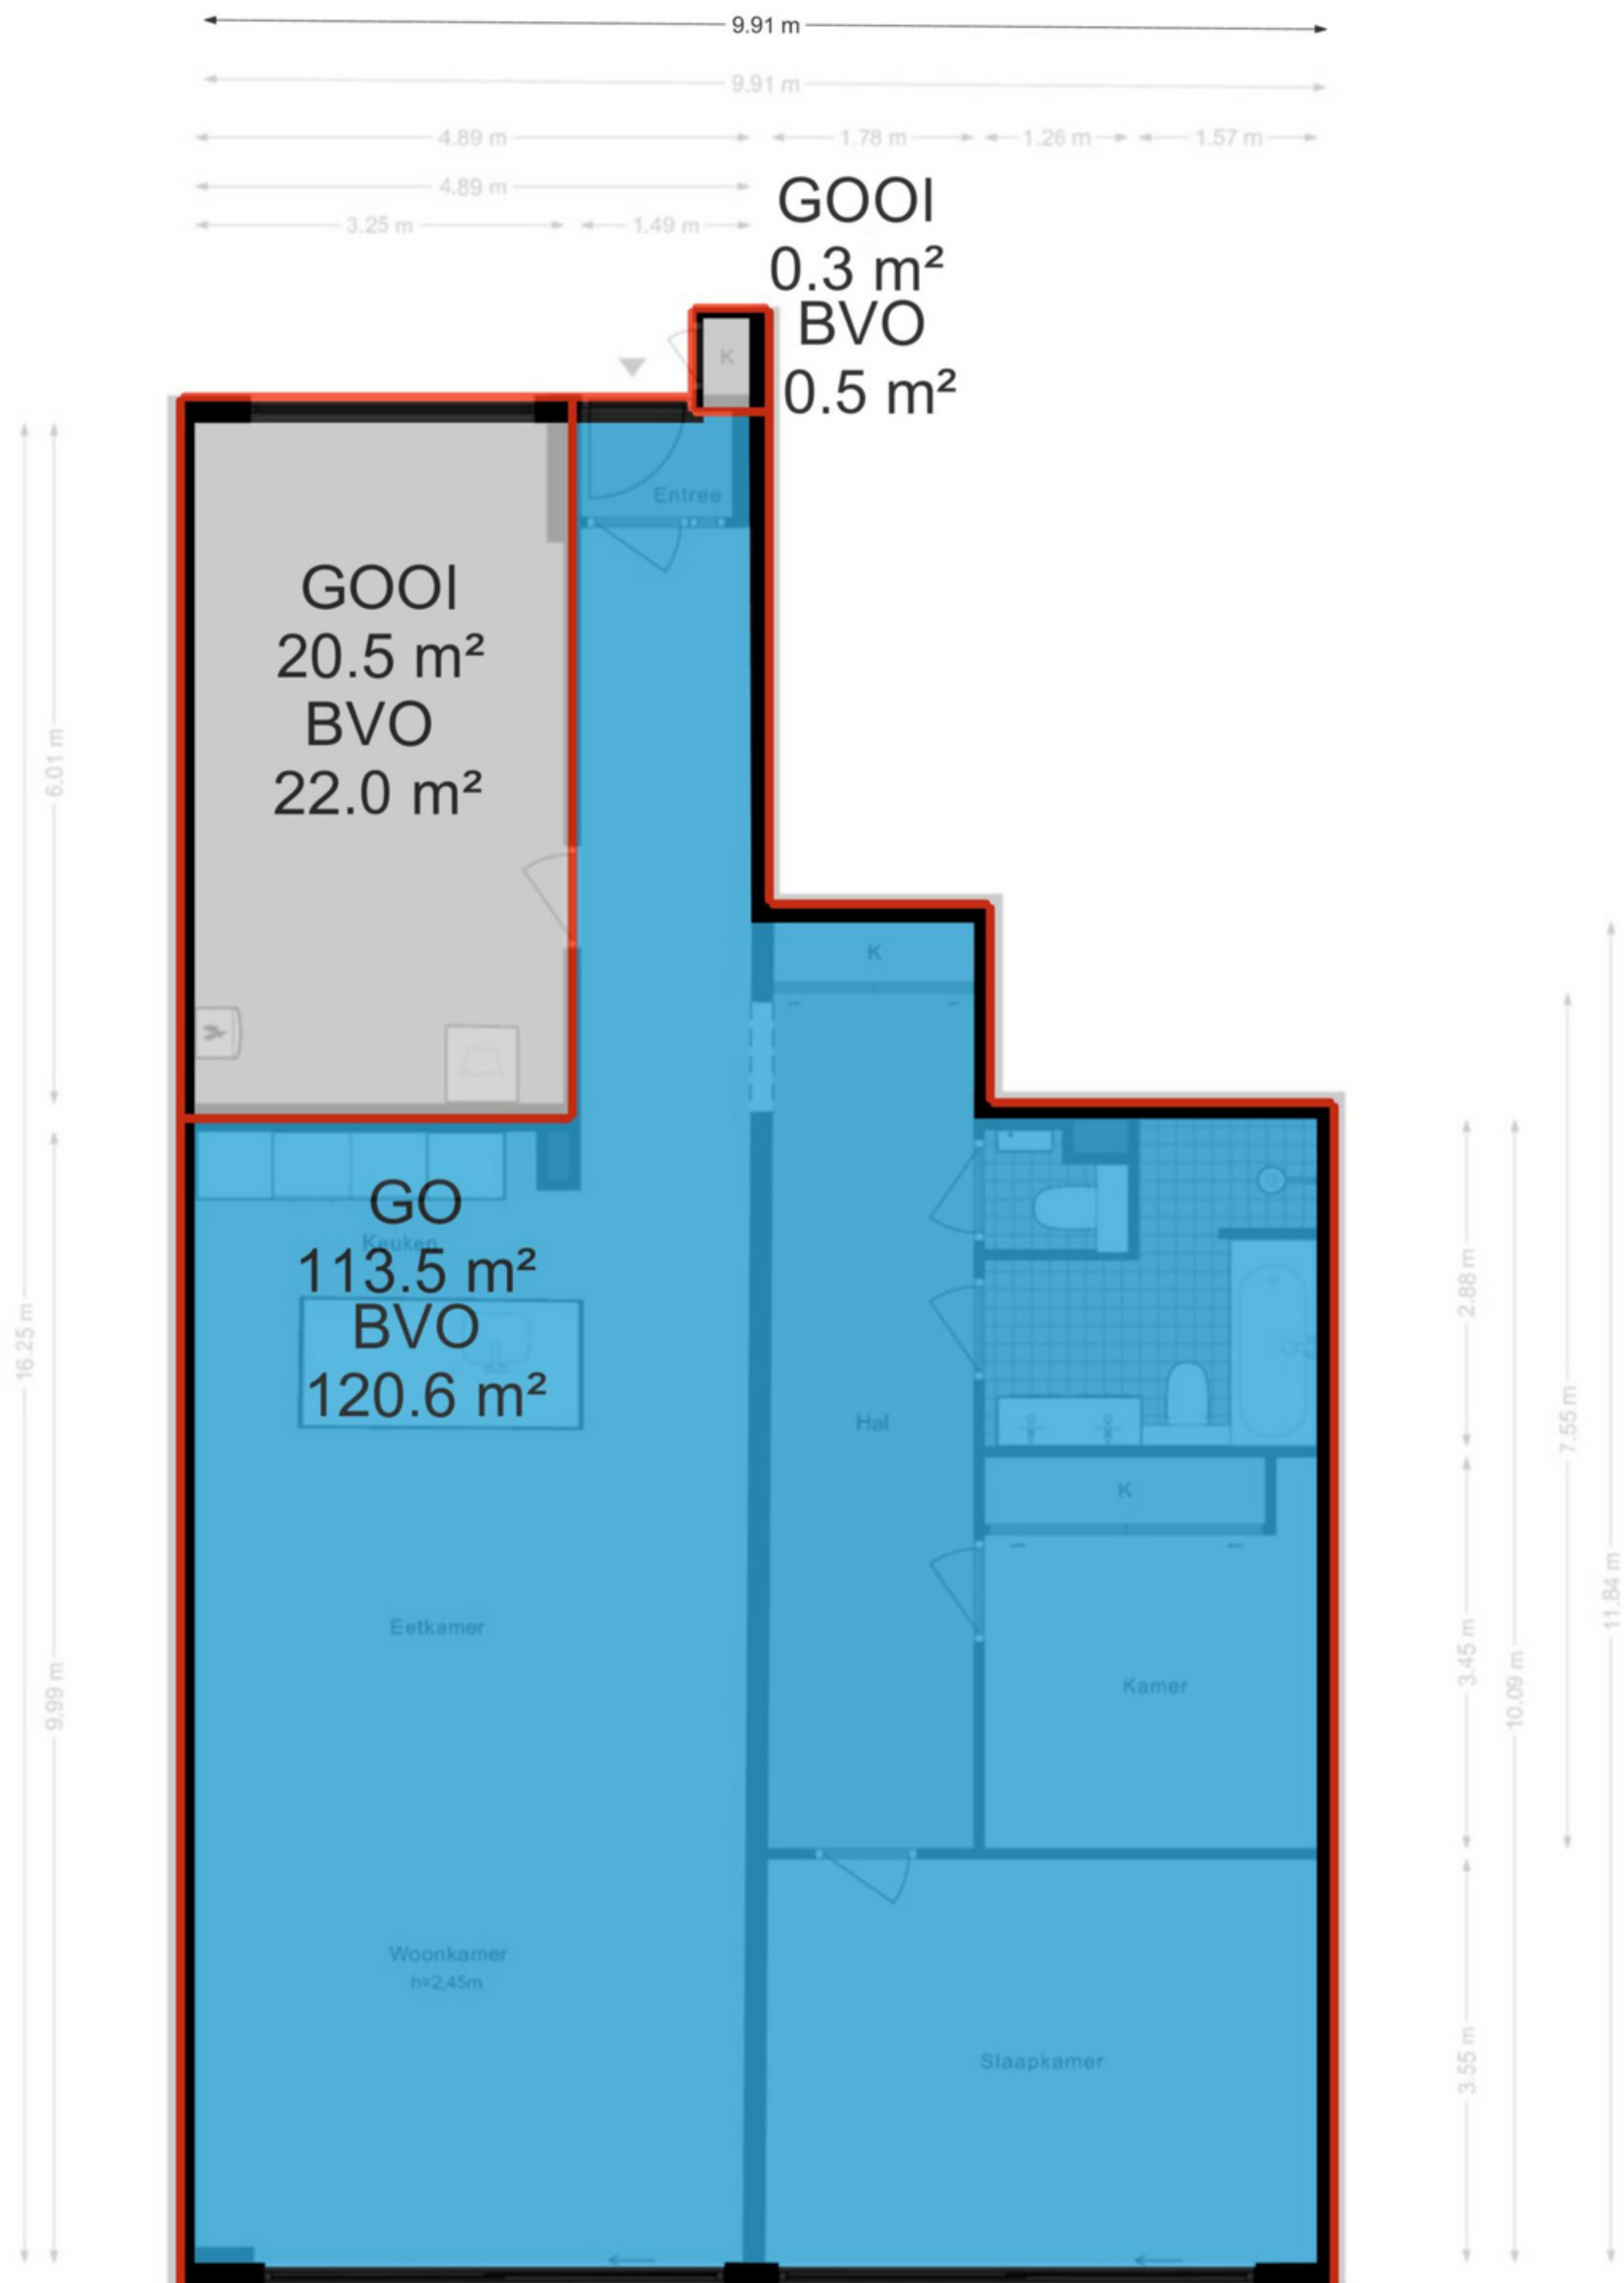 9.91 m
9.91 m
4.89 m
1.78 m
1.26 m
1.57 m
4.89 m
3.25 m
1.49 m
GOOI
0.3 m²
BVO
0.5 m²
K
Entree
GOOI
20.5 m²
BVO
22.0 m²
6.01 m
K
GO
Keuken
113.5 m²
BVO
120.6 m²
16.25 m
2.88 m
7.55 m
Hal
K
Eetkamer
11.84 m
3.45 m
10.09 m
9.99 m
Kamer
Woonkamer
h=2,45m
Slaapkamer
3.55 m